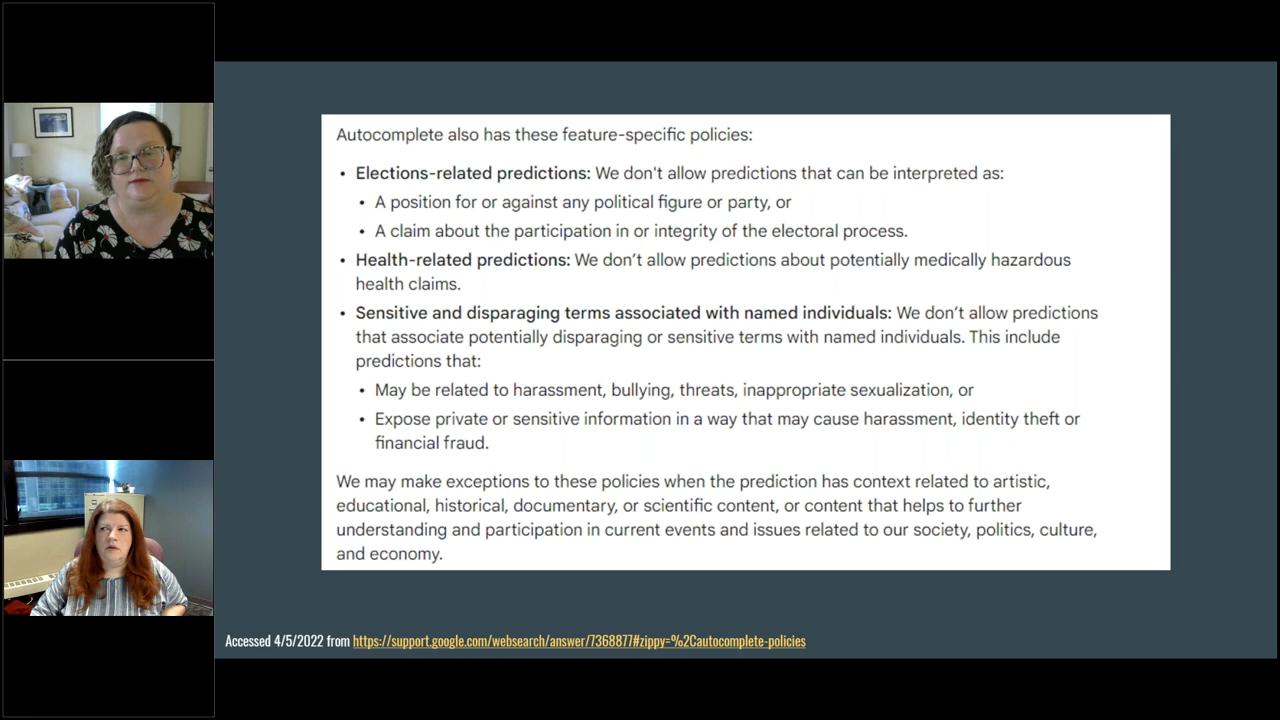 Autocomplete also has these feature-specific policies:
• Elections-related predictions: We don't allow predictions that can be interpreted as:
• A position for or against any political figure or party, or
• A claim about the participation in or integrity of the electoral process.
• Health-related predictions: We don’t allow predictions about potentially medically hazardous
health claims.
• Sensitive and disparaging terms associated with named individuals: We don’t allow predictions
that associate potentially disparaging or sensitive terms with named individuals. This include
predictions that:
• May be related to harassment, bullying, threats, inappropriate sexualization, or
• Expose private or sensitive information in a way that may cause harassment, identity theft or
financial fraud.
We may make exceptions to these policies when the prediction has context related to artistic,
educational, historical, documentary, or scientific content, or content that helps to further
understanding and participation in current events and issues related to our society, politics, culture,
and economy.
Accessed 4/5/2022 from https://support.google.com/websearch/answer/7368877#zippy=%2Cautocomplete-policies